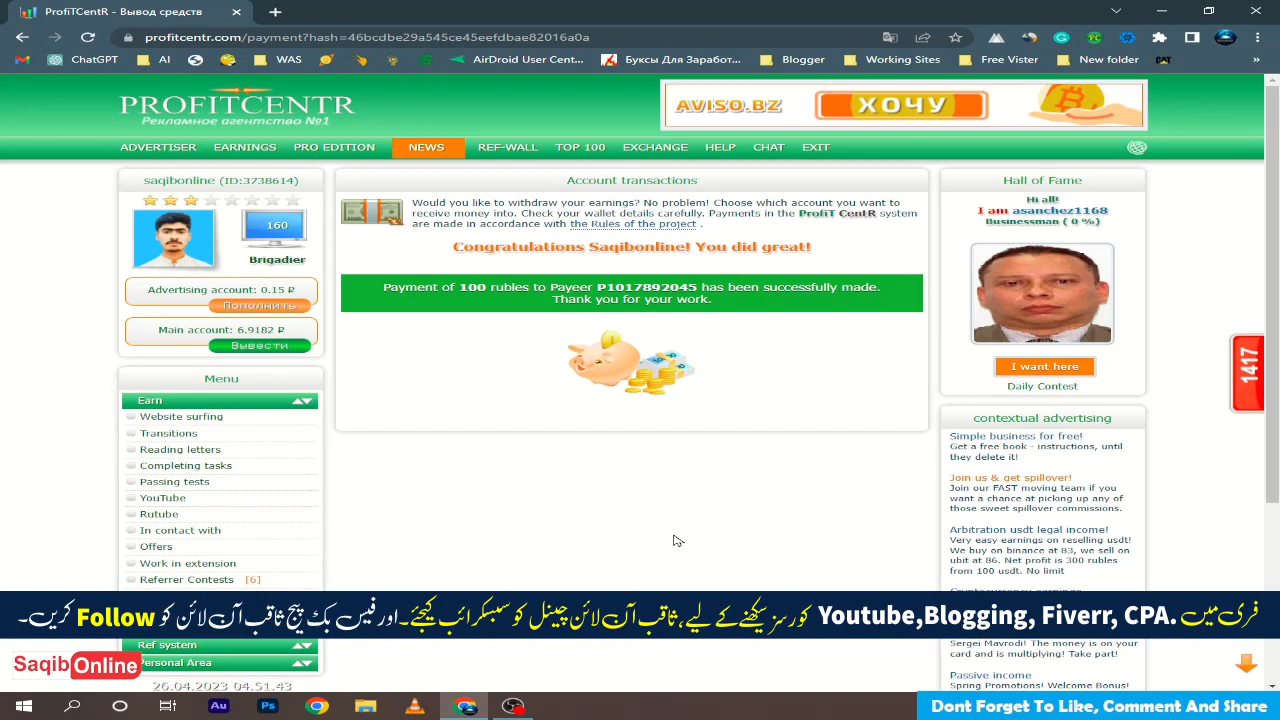 ProfiTCentR - Вывод средств
profitcentr.com/payment?hash=46bcdbe29a545ce45eefdbae82016a0a
ChatGPT
AI
WAS
AirDroid User Cent...
Буксы Для Заработ...
Blogger
Working Sites
Free Vister
New folder
CAT
»
PROFITCENTR
Рекламное агентство №1
AVISO.BZ
ХОЧУ
ADVERTISER EARNINGS PRO EDITION NEWS REF-WALL TOP 100 EXCHANGE HELP CHAT EXIT
saqibonline (ID:3738614)
160
Brigadier
Advertising account: 0.15 ₽
Пополнить
Main account: 6.9182 ₽
Вывести
Menu
Earn
Website surfing
Transitions
Reading letters
Completing tasks
Passing tests
YouTube
Rutube
In contact with
Offers
Work in extension
Referrer Contests [6]
Ref system
Personal Area
26.04.2023 04.51.43
Account transactions
Would you like to withdraw your earnings? No problem! Choose which account you want to
receive money into. Check your wallet details carefully. Payments in the ProfiT CentR system
are made in accordance with the Rules of the project .
Congratulations Saqibonline! You did great!
Payment of 100 rubles to Payeer P1017892045 has been successfully made.
Thank you for your work.
Hall of Fame
Hi all!
I am asanchez1168
Businessman ( 0 %)
I want here
Daily Contest
contextual advertising
Simple business for free!
Get a free book - instructions, until
they delete it!
Join us & get spillover!
Join our FAST moving team if you
want a chance at picking up any of
those sweet spillover commissions.
Arbitration usdt legal income!
Very easy earnings on reselling usdt!
We buy on binance at 83, we sell on
ubit at 86. Net profit is 300 rubles
from 100 usdt. No limit
Sergei Mavrodi! The money is on your
card and is multiplying! Take part!
Passive income
Spring Promotions! Welcome Bonus!
1417
فری میں Youtube,Blogging, Fiverr, CPA. کورسز سیکھنے کے لیے، ثاقب آن لائن چینل کو سبسکرائب کیجئے۔ اور فیس بک پیج ثاقب آن لائن کو Follow کریں۔
Saqib Online
Au
Ps
Dont Forget To Like, Comment And Share